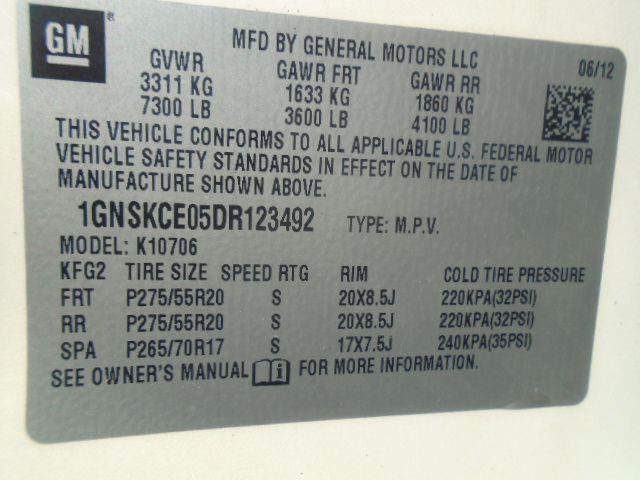 GM
MFD BY GENERAL MOTORS LLC
06/12
GVWR GAWR FRT GAWR RR
3311 KG 1633 KG 1860 KG
7300 LB 3600 LB 4100 LB
THIS VEHICLE CONFORMS TO ALL APPLICABLE U.S. FEDERAL MOTOR
VEHICLE SAFETY STANDARDS IN EFFECT ON THE DATE OF
MANUFACTURE SHOWN ABOVE.
1GNSKCE05DR123492 TYPE: M.P.V.
MODEL: K10706
KFG2 TIRE SIZE SPEED RTG RIM COLD TIRE PRESSURE
FRT P275/55R20 S 20X8.5J 220KPA(32PSI)
RR P275/55R20 S 20X8.5J 220KPA(32PSI)
SPA P265/70R17 S 17X7.5J 240KPA(35PSI)
SEE OWNER'S MANUAL i FOR MORE INFORMATION.